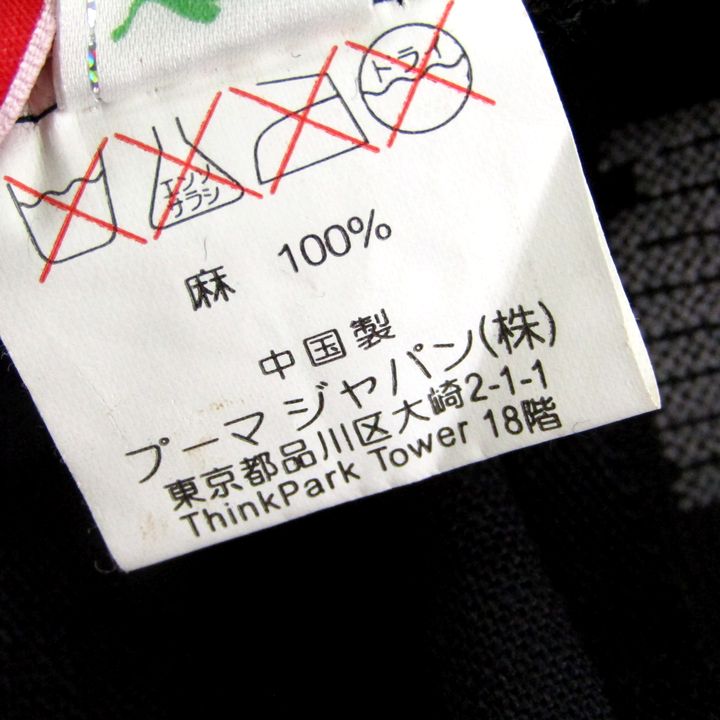 エンソ
サラシ
ドライ
麻 100%
中国製
プーマ ジャパン(株)
東京都品川区大崎2-1-1
ThinkPark Tower 18階